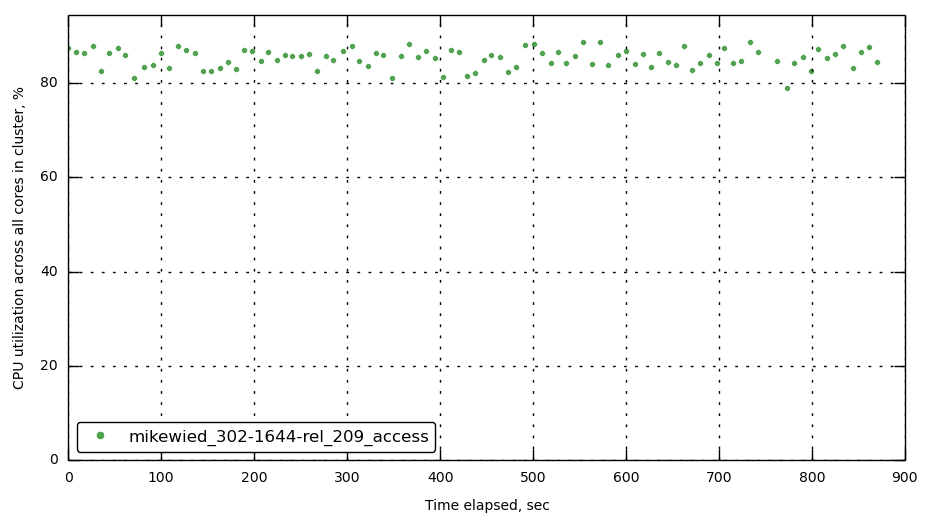 CPU utilization across all cores in cluster, %
80
60
40
20
0
mikewied_302-1644-rel_209_access
0 100 200 300 400 500 600 700 800 900
Time elapsed, sec